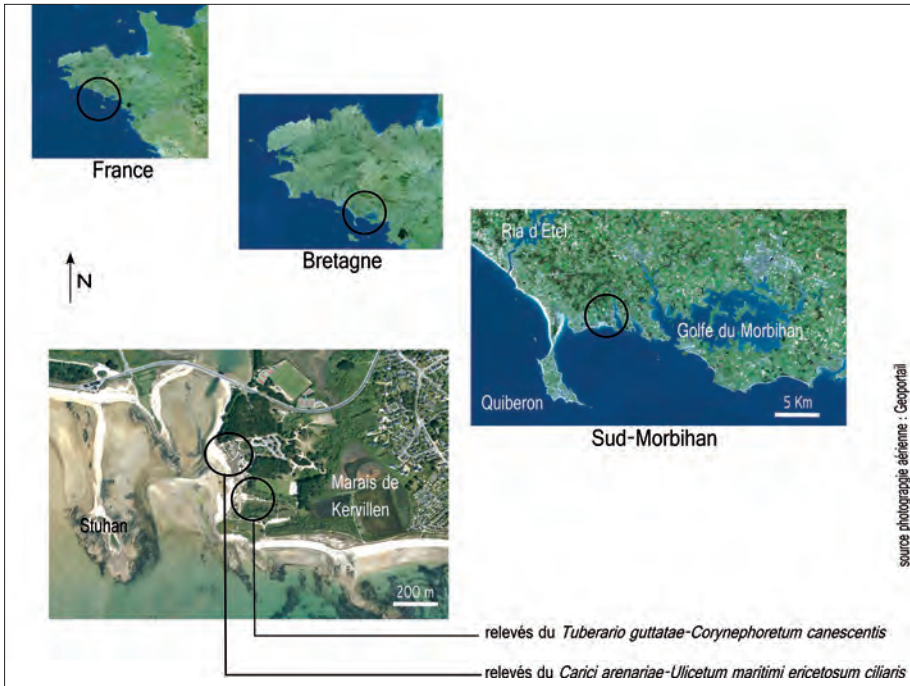 France
Bretagne
N
Ria d'Etel
Golfe du Morbihan
Quiberon
5 Km
Sud-Morbihan
source photograpgie aérienne : Geoportail
Marais de
Kervillen
Stuhan
200 m
relevés du Tuberario guttatae-Corynephoretum canescentis
relevés du Carici arenariae-Ulicetum maritimi ericetosum ciliaris